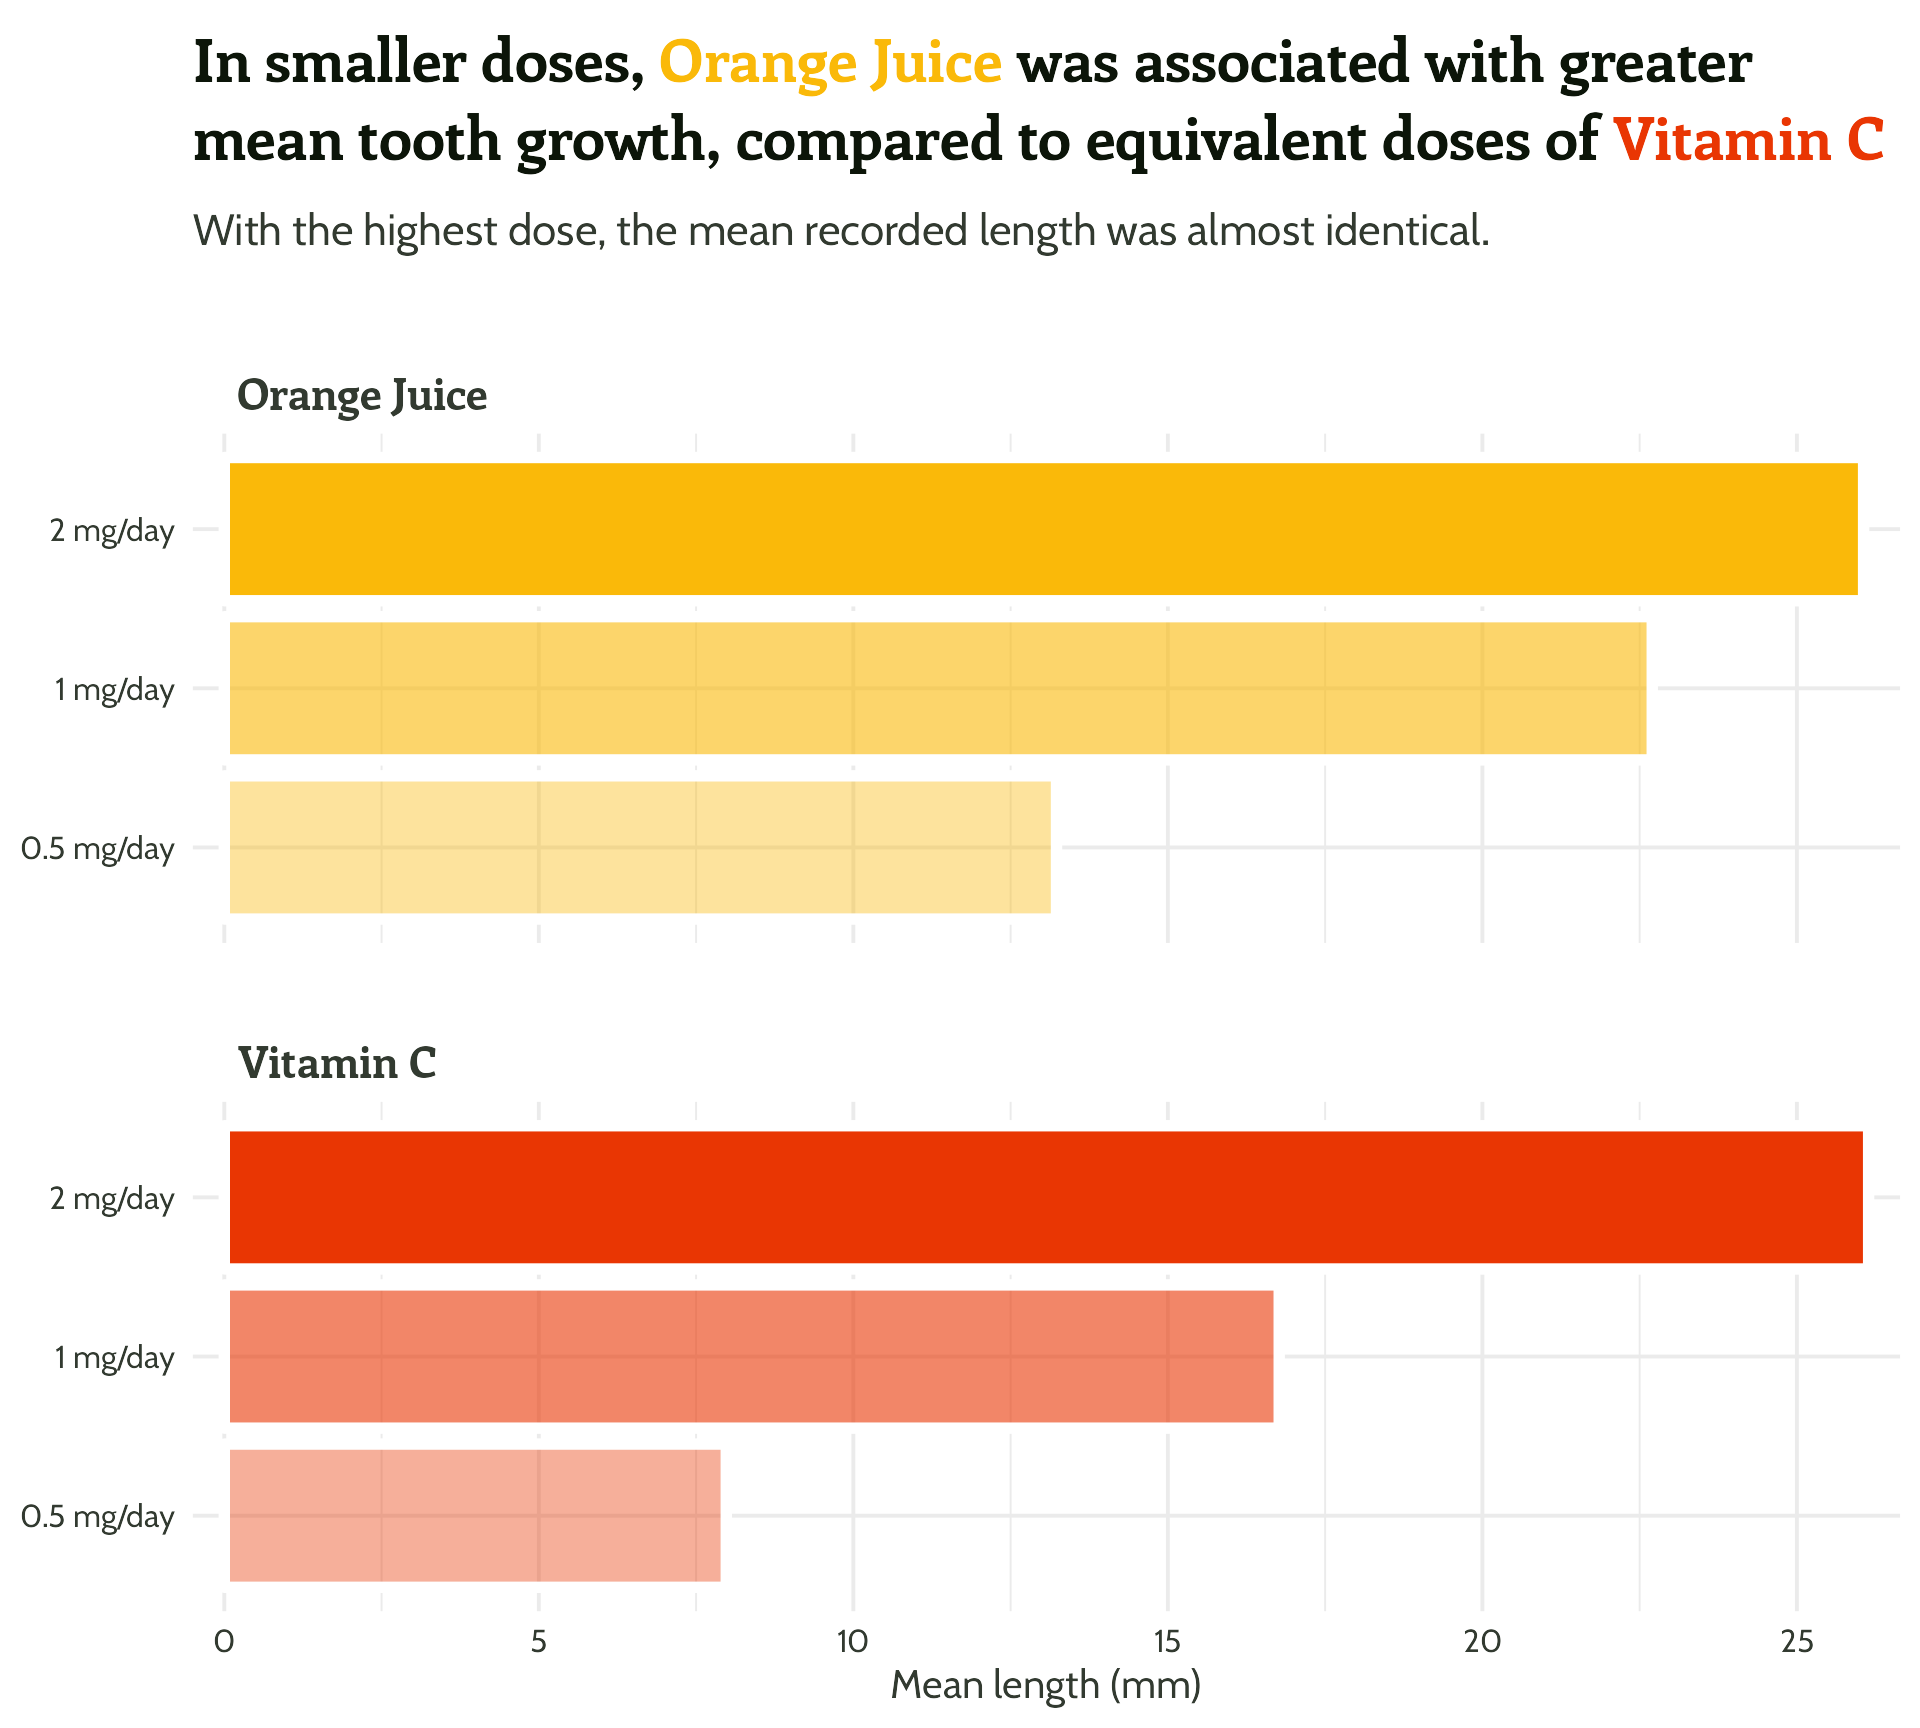 In smaller doses, Orange Juice was associated with greater
mean tooth growth, compared to equivalent doses of Vitamin C
With the highest dose, the mean recorded length was almost identical.
Orange Juice
2 mg/day
1 mg/day
0.5 mg/day
Vitamin C
2 mg/day
1 mg/day
0.5 mg/day
0 5 10 15 20 25
Mean length (mm)